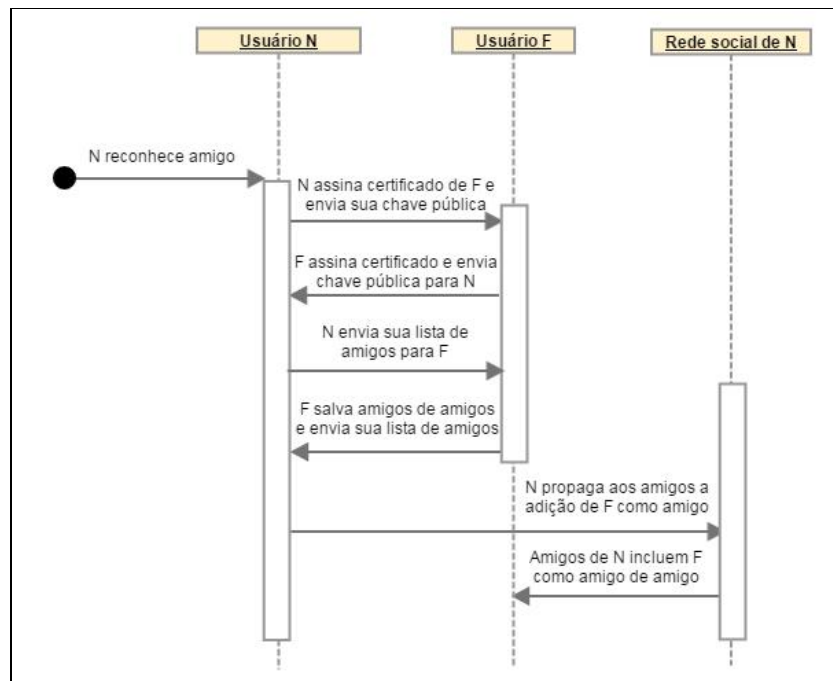 Usuário N
Usuário F
Rede social de N
N reconhece amigo
N assina certificado de F e
envia sua chave pública
F assina certificado e envia
chave pública para N
N envia sua lista de
amigos para F
F salva amigos de amigos
e envia sua lista de amigos
N propaga aos amigos a
adição de F como amigo
Amigos de N incluem F
como amigo de amigo